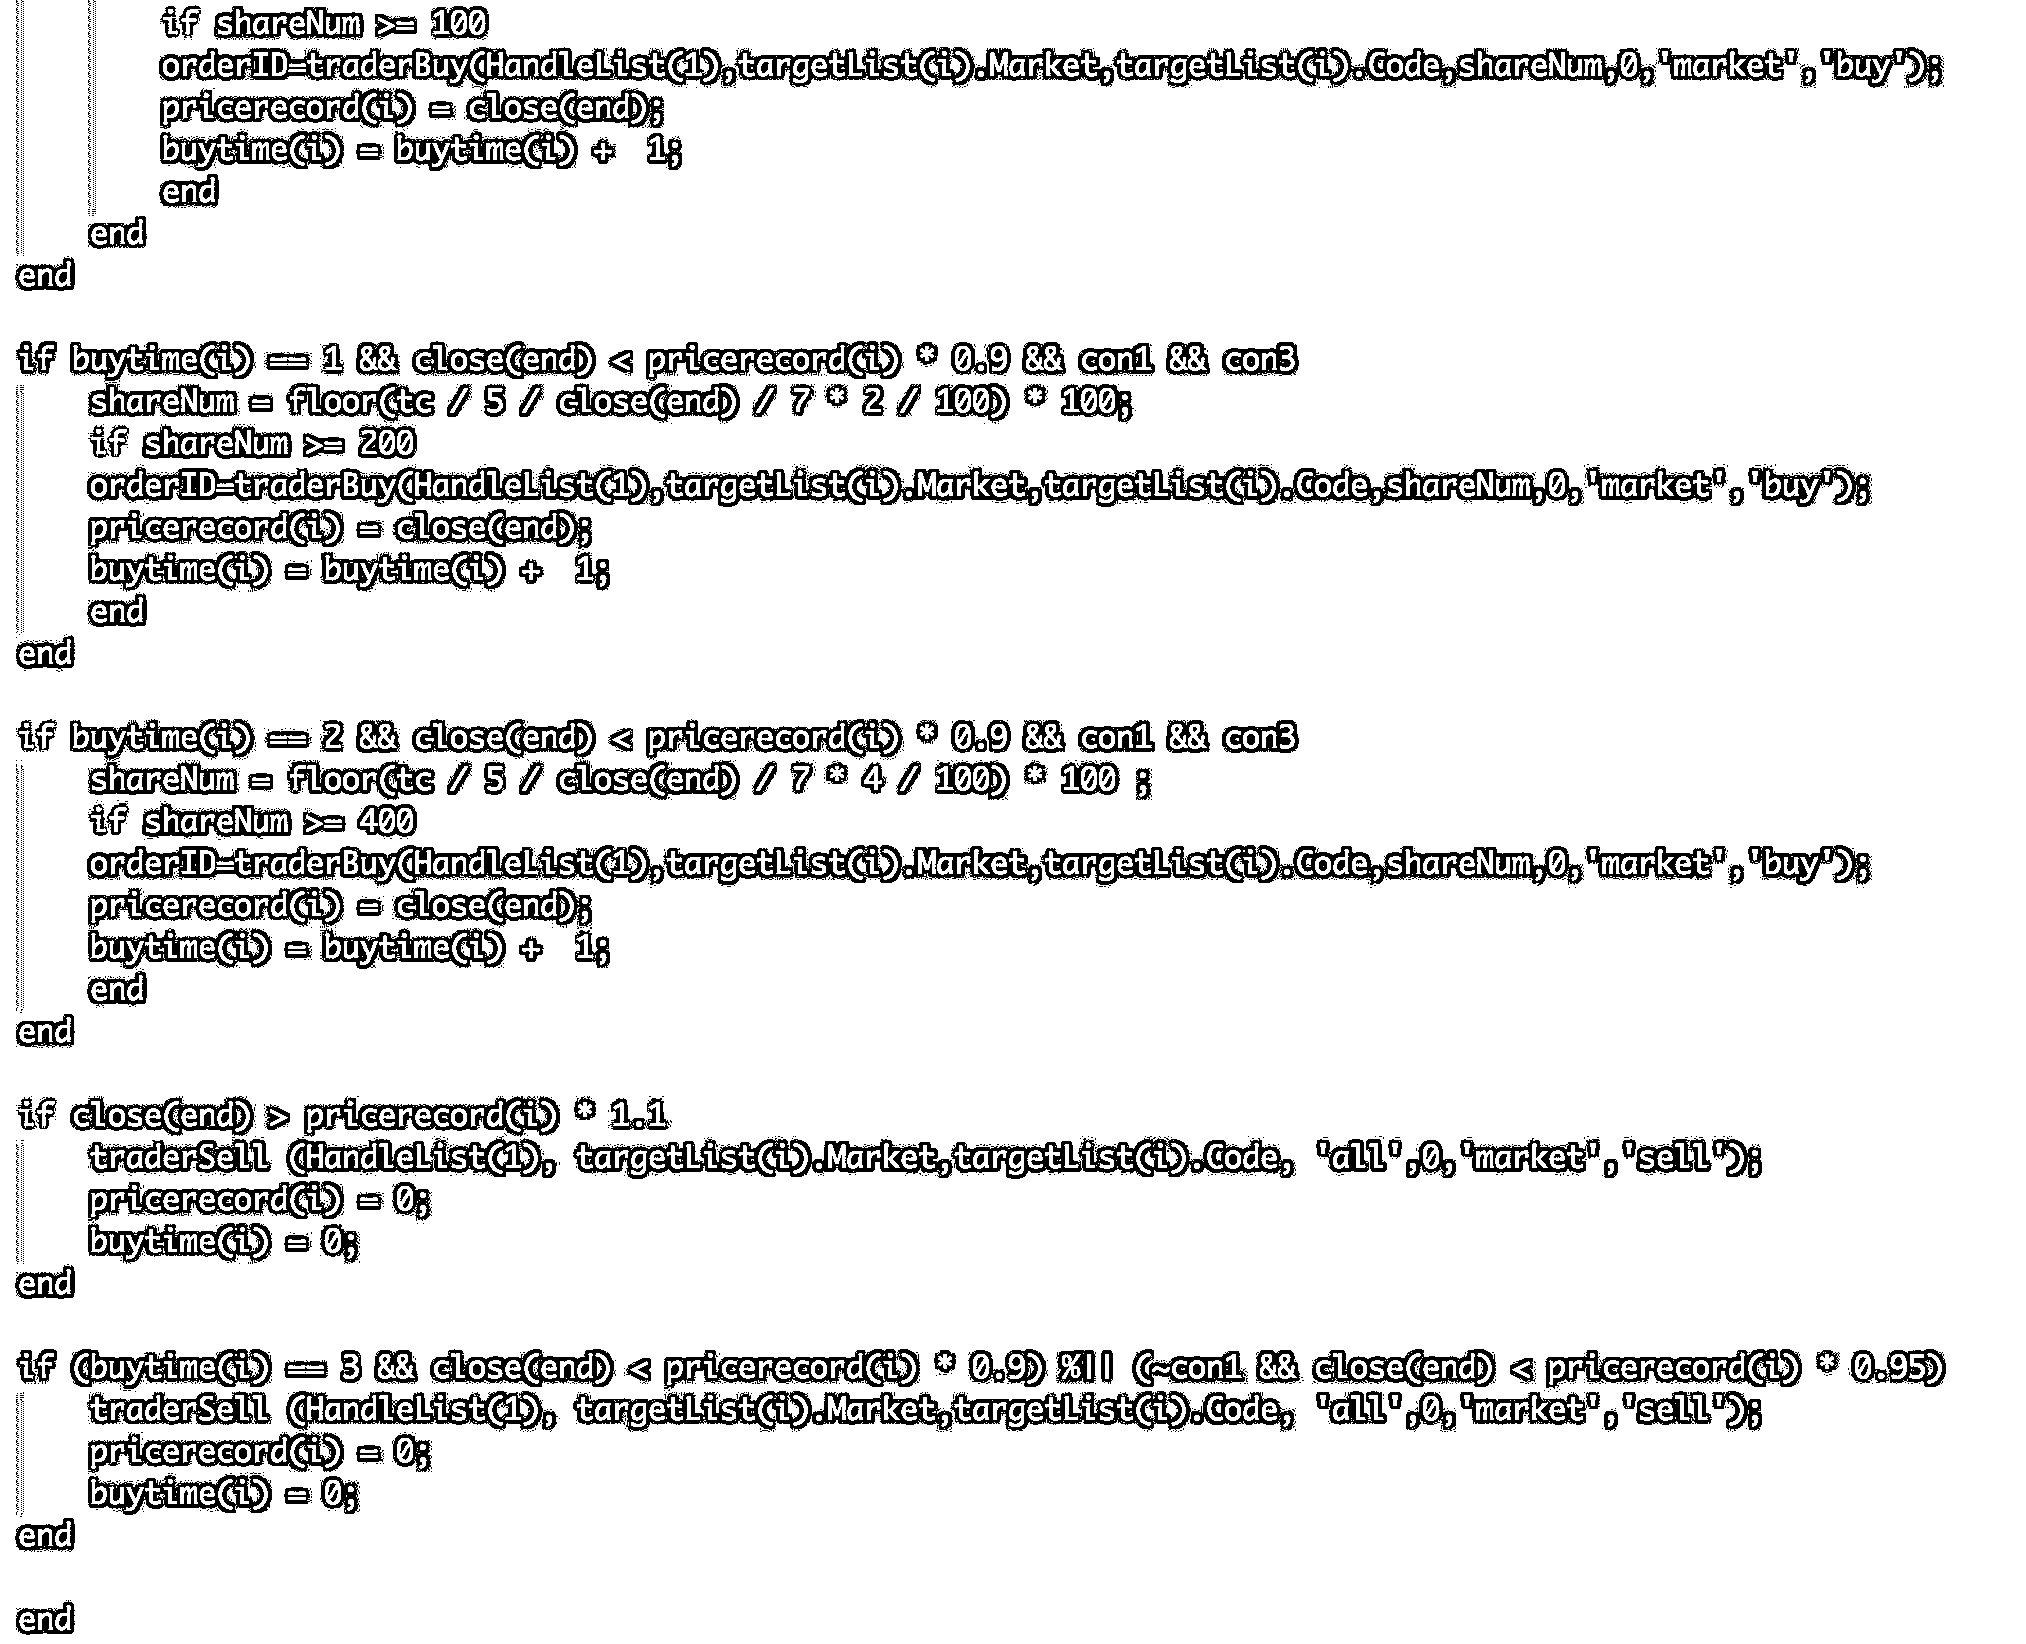 if shareNum >= 100
orderID=traderBuy(HandleList(1),targetList(i).Market,targetList(i).Code,shareNum,0,'market','buy');
pricerecord(i) = close(end);
buytime(i) = buytime(i) +  1;
end
end
end
if buytime(i) == 1 && close(end) < pricerecord(i) * 0.9 && con1 && con3
shareNum = floor(tc / 5 / close(end) / 7 * 2 / 100) * 100;
if shareNum >= 200
orderID=traderBuy(HandleList(1),targetList(i).Market,targetList(i).Code,shareNum,0,'market','buy');
pricerecord(i) = close(end);
buytime(i) = buytime(i) +  1;
end
end
if buytime(i) == 2 && close(end) < pricerecord(i) * 0.9 && con1 && con3
shareNum = floor(tc / 5 / close(end) / 7 * 4 / 100) * 100 ;
if shareNum >= 400
orderID=traderBuy(HandleList(1),targetList(i).Market,targetList(i).Code,shareNum,0,'market','buy');
pricerecord(i) = close(end);
buytime(i) = buytime(i) +  1;
end
end
if close(end) > pricerecord(i) * 1.1
traderSell (HandleList(1), targetList(i).Market,targetList(i).Code, 'all',0,'market','sell');
pricerecord(i) = 0;
buytime(i) = 0;
end
if (buytime(i) == 3 && close(end) < pricerecord(i) * 0.9) %|| (~con1 && close(end) < pricerecord(i) * 0.95)
traderSell (HandleList(1), targetList(i).Market,targetList(i).Code, 'all',0,'market','sell');
pricerecord(i) = 0;
buytime(i) = 0;
end
end